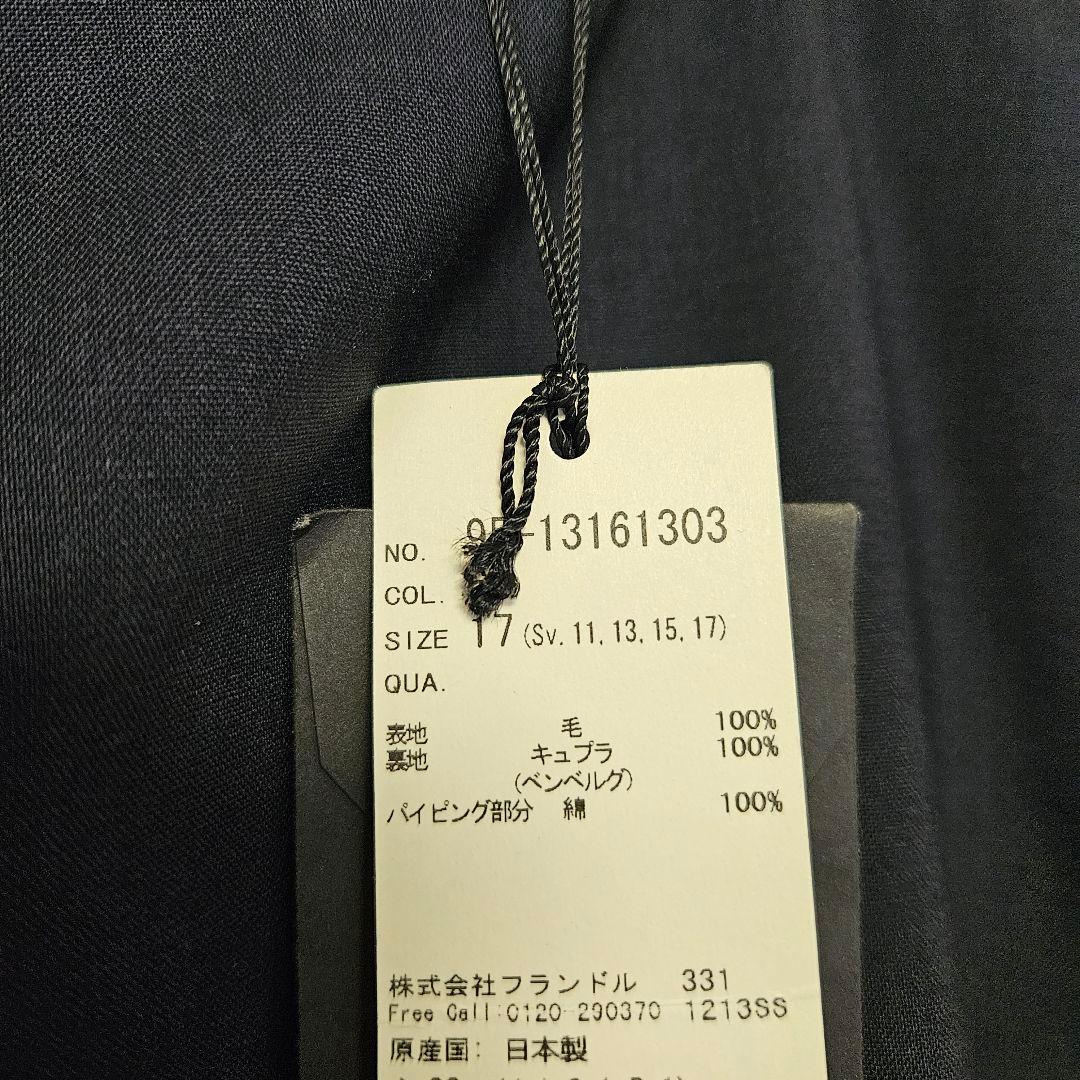 NO. -13161303
COL.
SIZE 17 (Sv. 11, 13, 15, 17)
QUA.
表地 毛 100%
裏地 キュプラ 100%
(ベンベルグ)
パイピング部分 綿 100%
株式会社フランドル 331
Free Call:0120-290370 1213SS
原産国: 日本製